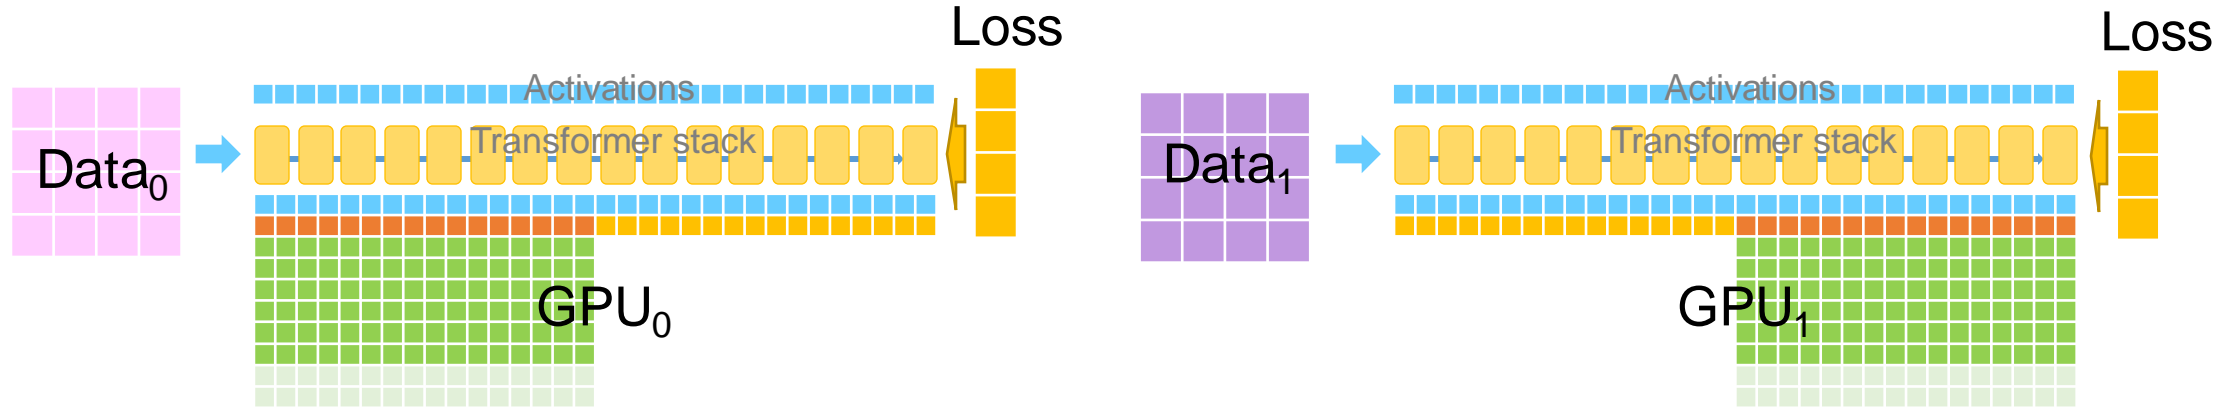 Loss
Activations
Transformer stack
Data₀
GPU₀
Loss
Activations
Transformer stack
Data₁
GPU₁